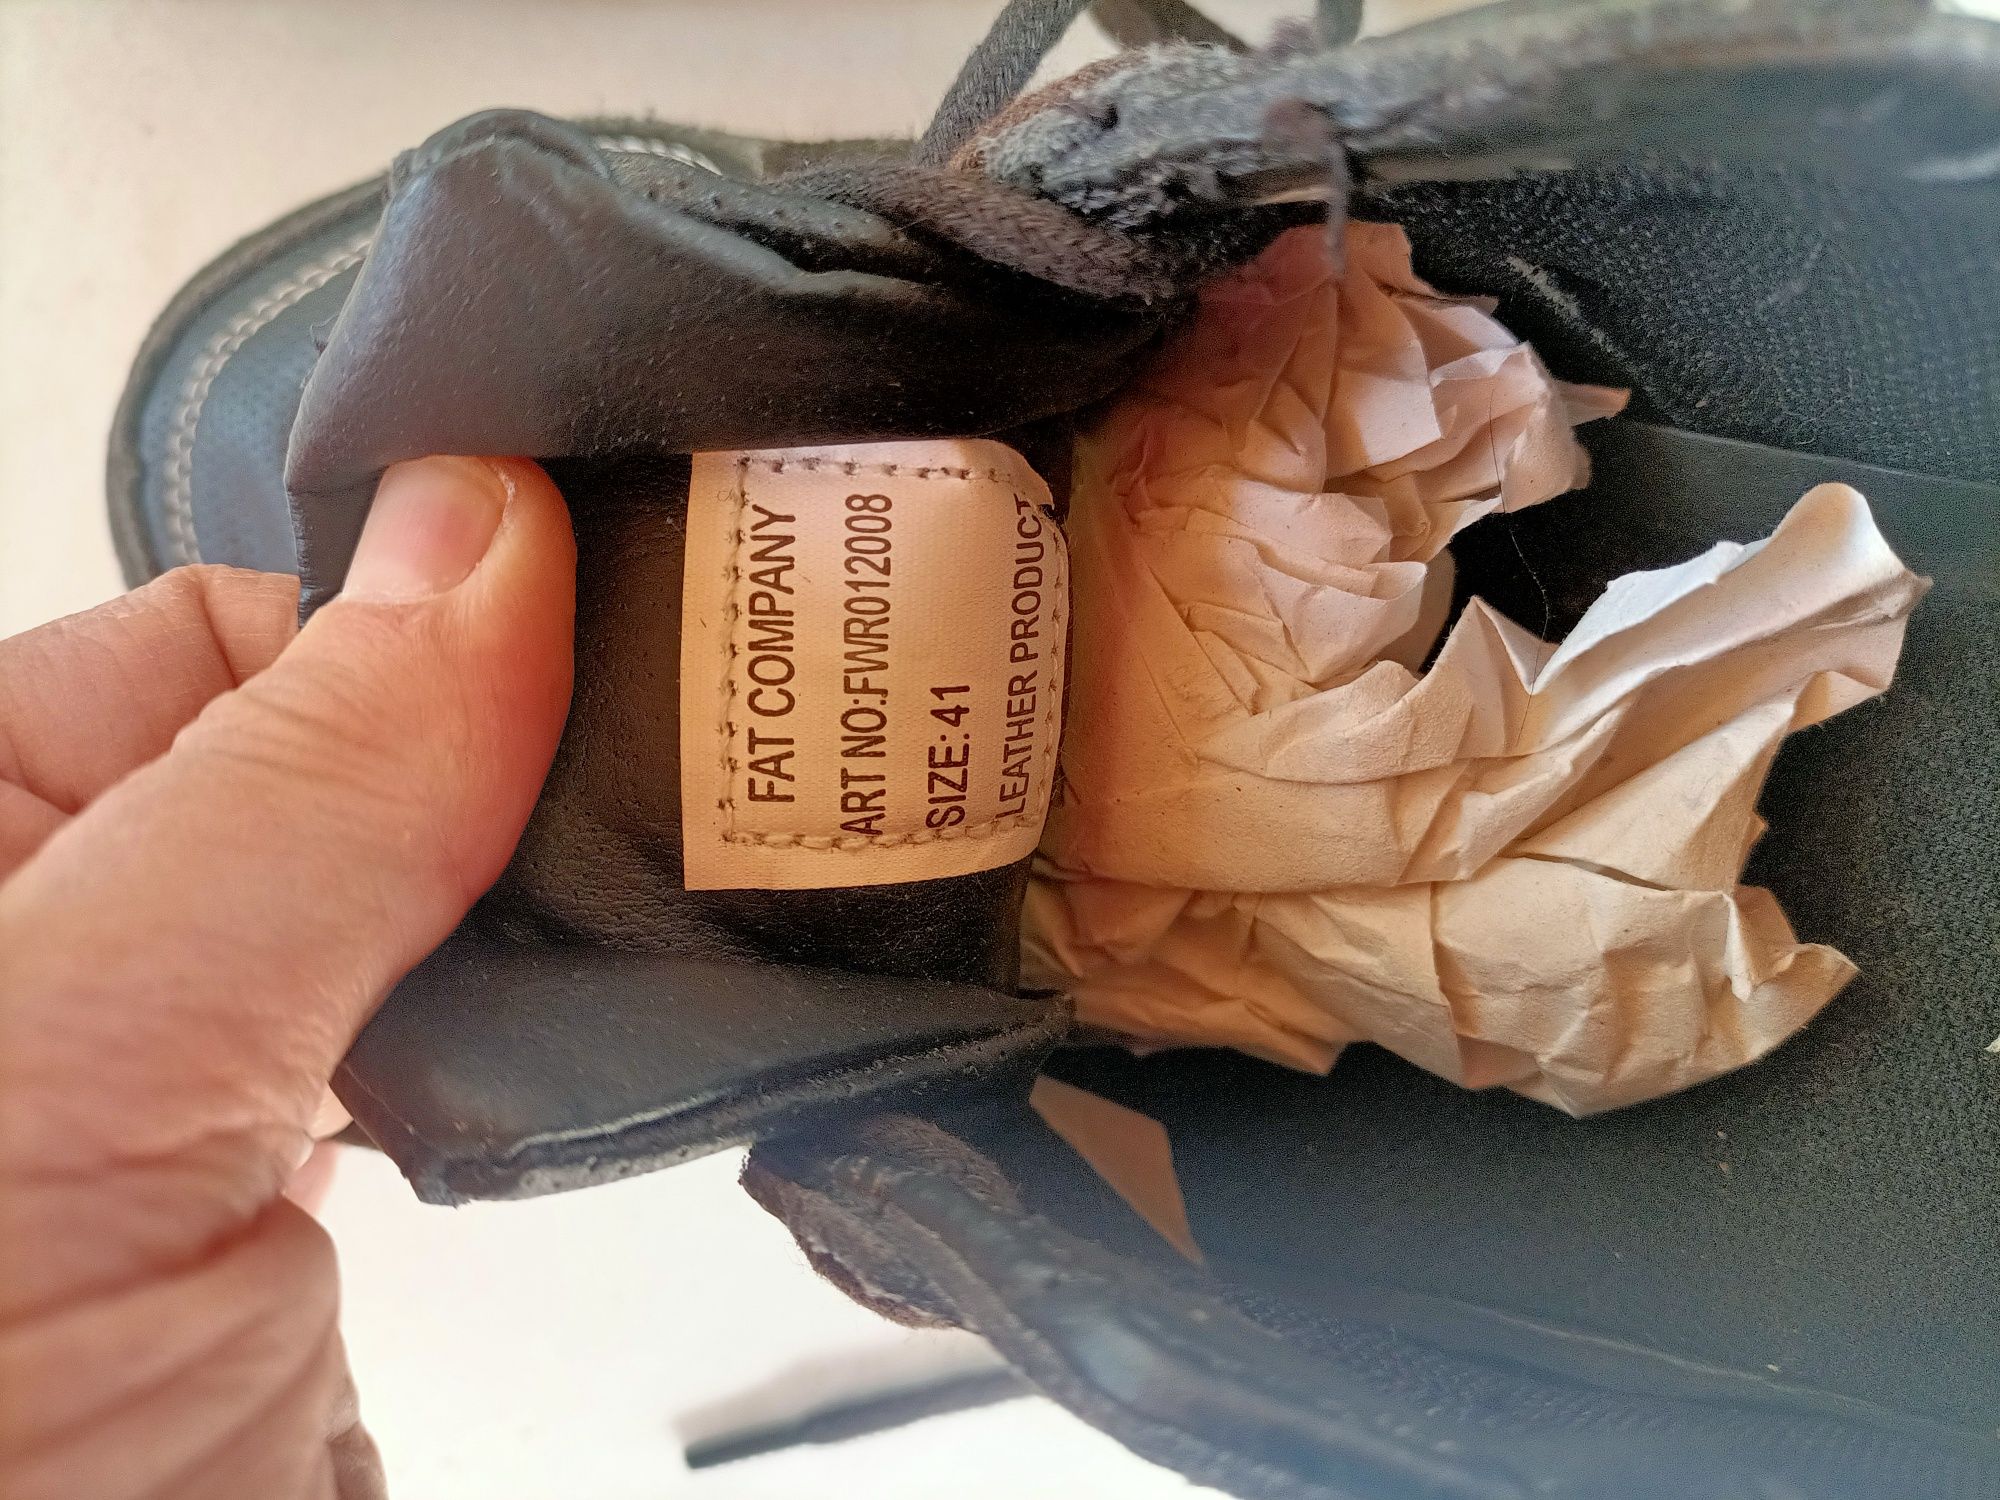 FAT COMPANY
ART NO:FWR012008
SIZE:41
LEATHER PRODUCT